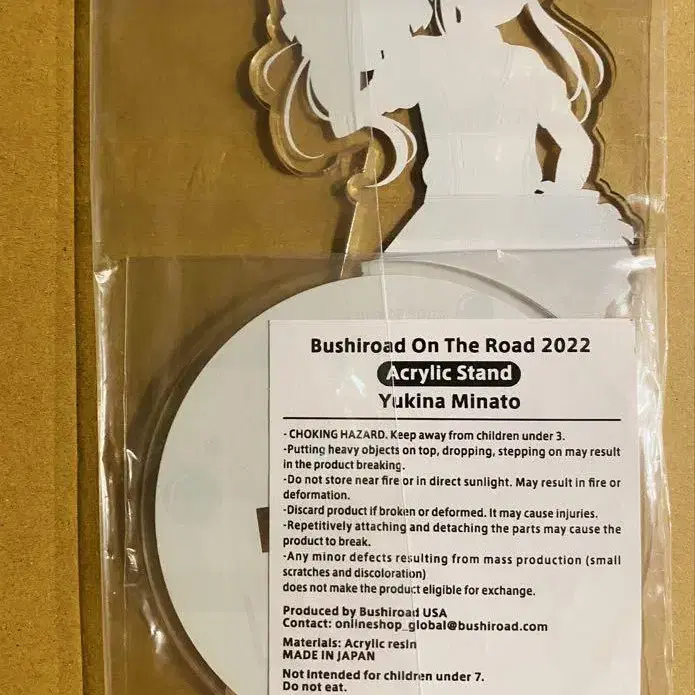 Bushiroad On The Road 2022
Acrylic Stand
Yukina Minato
- CHOKING HAZARD. Keep away from children under 3.
-Putting heavy objects on top, dropping, stepping on may result
in the product breaking.
-Do not store near fire or in direct sunlight. May result in fire or
deformation.
-Discard product if broken or deformed. It may cause injuries.
-Repetitively attaching and detaching the parts may cause the
product to break.
-Any minor defects resulting from mass production (small
scratches and discoloration)
does not make the product eligible for exchange.
Produced by Bushiroad USA
Contact: onlineshop_global@bushiroad.com
Materials: Acrylic resin
MADE IN JAPAN
Not intended for children under 7.
Do not eat.